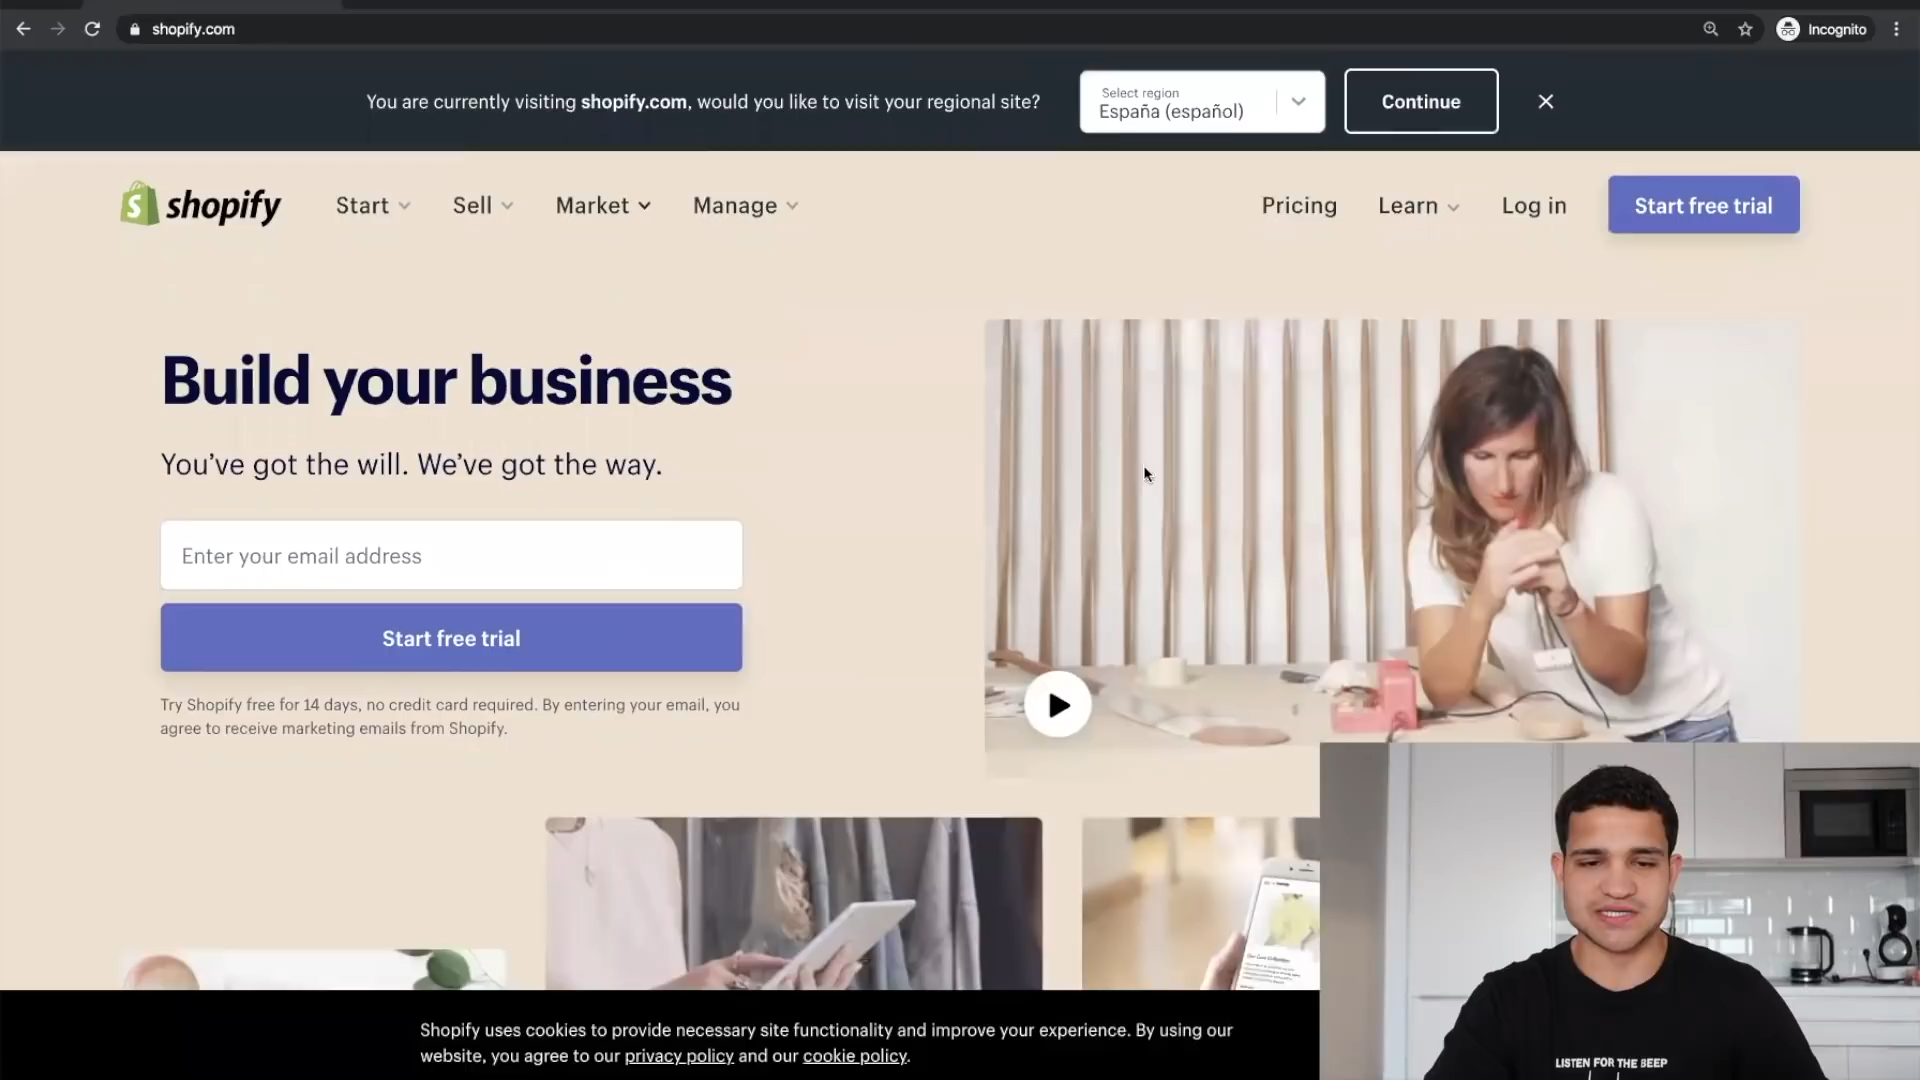 shopify.com
Incognito
You are currently visiting shopify.com, would you like to visit your regional site?
Select region
España (español)
Continue
shopify
Start
Sell
Market
Manage
Pricing
Learn
Log in
Start free trial
Build your business
You've got the will. We've got the way.
Enter your email address
Start free trial
Try Shopify free for 14 days, no credit card required. By entering your email, you
agree to receive marketing emails from Shopify.
Shopify uses cookies to provide necessary site functionality and improve your experience. By using our
website, you agree to our privacy policy and our cookie policy.
LISTEN FOR THE BEEP